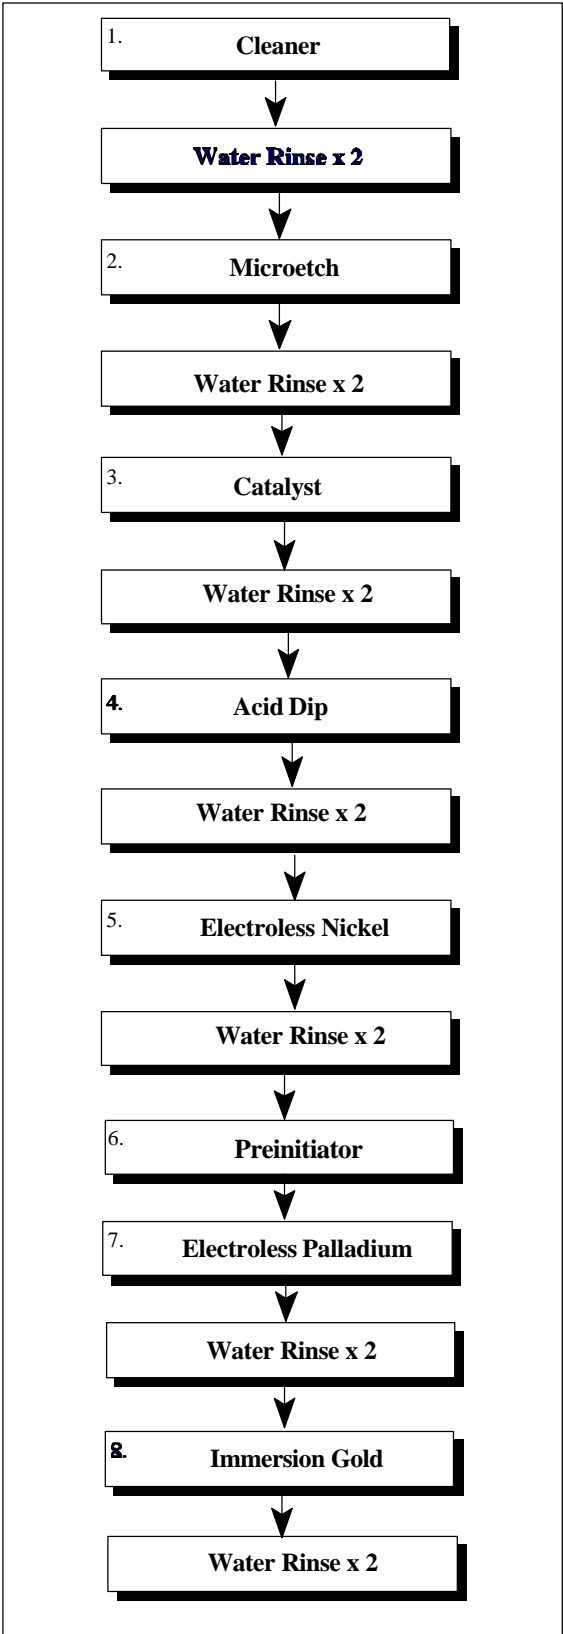 1. Cleaner
Water Rinse x 2
2. Microetch
Water Rinse x 2
3. Catalyst
Water Rinse x 2
4. Acid Dip
Water Rinse x 2
5. Electroless Nickel
Water Rinse x 2
6. Preinitiator
7. Electroless Palladium
Water Rinse x 2
8. Immersion Gold
Water Rinse x 2